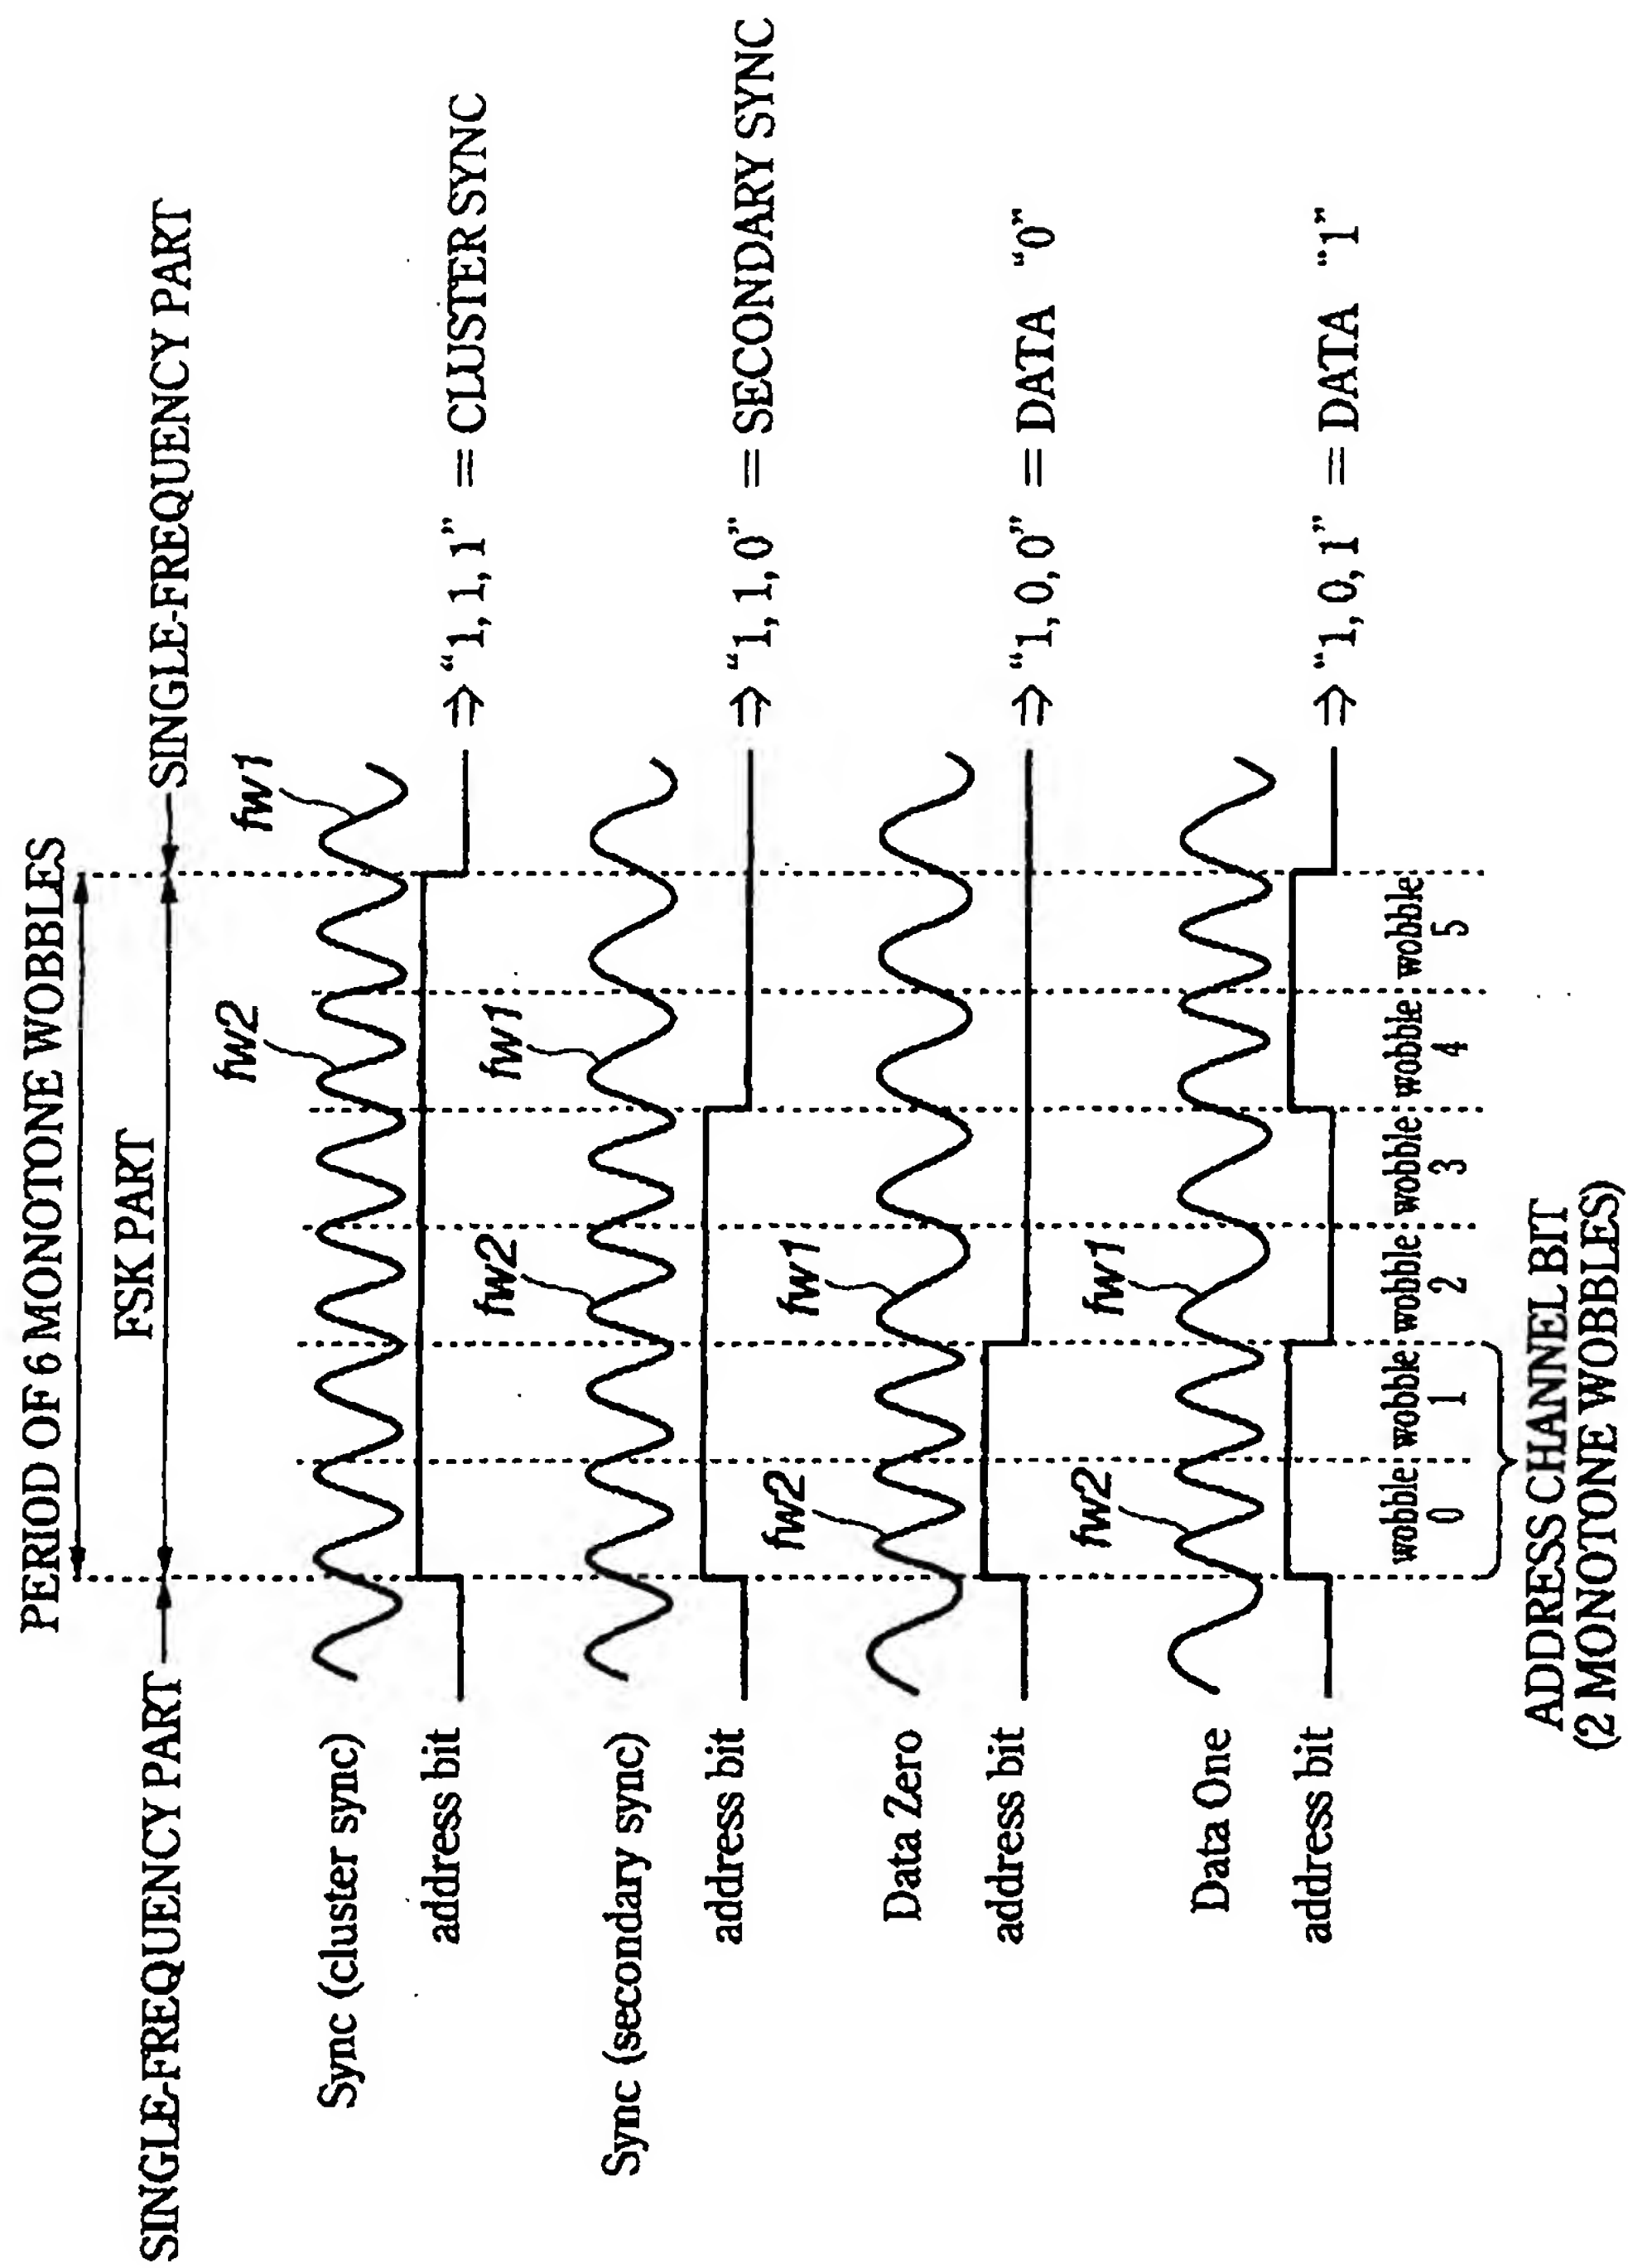 PERIOD OF 6 MONOTONE WOBBLES
SINGLE-FREQUENCY PART
FSK PART
SINGLE-FREQUENCY PART
fw2
fw1
Sync (cluster sync)
address bit
⇒ “1, 1, 1” = CLUSTER SYNC
fw2
fw1
Sync (secondary sync)
address bit
⇒ “1, 1, 0” = SECONDARY SYNC
fw2
fw1
Data Zero
address bit
⇒ “1, 0, 0” = DATA “0”
fw2
fw1
Data One
address bit
⇒ “1, 0, 1” = DATA “1”
wobble wobble wobble wobble wobble wobble
0 1 2 3 4 5
ADDRESS CHANNEL BIT
(2 MONOTONE WOBBLES)